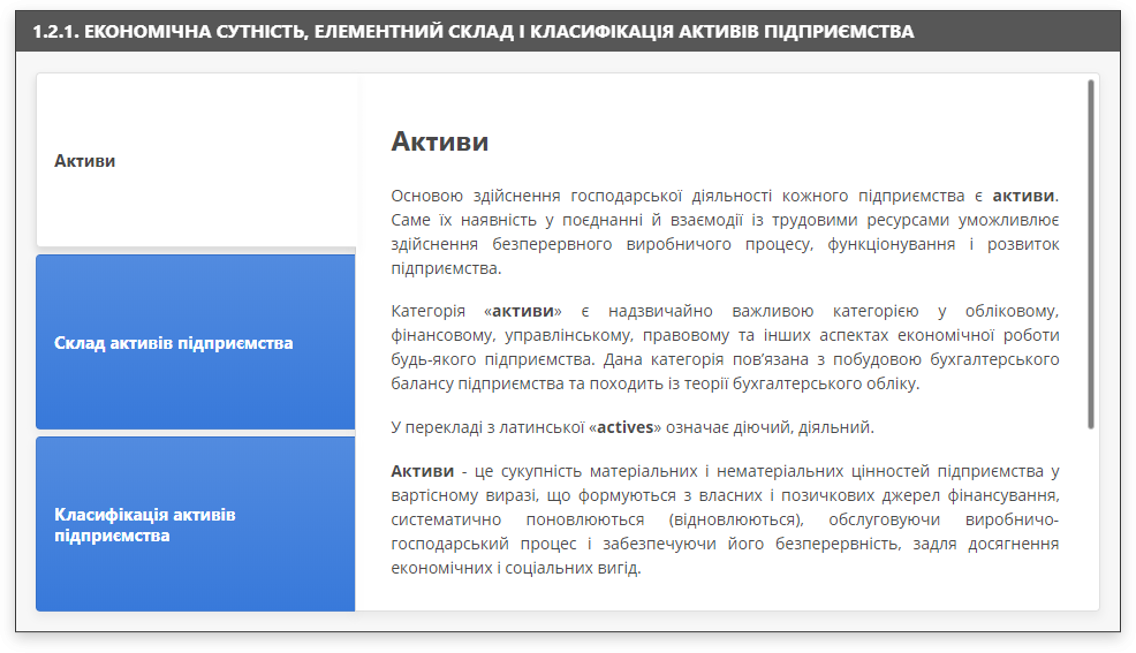 1.2.1. ЕКОНОМІЧНА СУТНІСТЬ, ЕЛЕМЕНТНИЙ СКЛАД І КЛАСИФІКАЦІЯ АКТИВІВ ПІДПРИЄМСТВА
Активи
Склад активів підприємства
Класифікація активів
підприємства
Активи
Основою здійснення господарської діяльності кожного підприємства є активи.
Саме їх наявність у поєднанні й взаємодії із трудовими ресурсами уможливлює
здійснення безперервного виробничого процесу, функціонування і розвиток
підприємства.
Категорія «активи» є надзвичайно важливою категорією у обліковому,
фінансовому, управлінському, правовому та інших аспектах економічної роботи
будь-якого підприємства. Дана категорія пов’язана з побудовою бухгалтерського
балансу підприємства та походить із теорії бухгалтерського обліку.
У перекладі з латинської «actives» означає діючий, діяльний.
Активи - це сукупність матеріальних і нематеріальних цінностей підприємства у
вартісному виразі, що формуються з власних і позичкових джерел фінансування,
систематично поновлюються (відновлюються), обслуговуючи виробничо-
господарський процес і забезпечуючи його безперервність, задля досягнення
економічних і соціальних вигід.